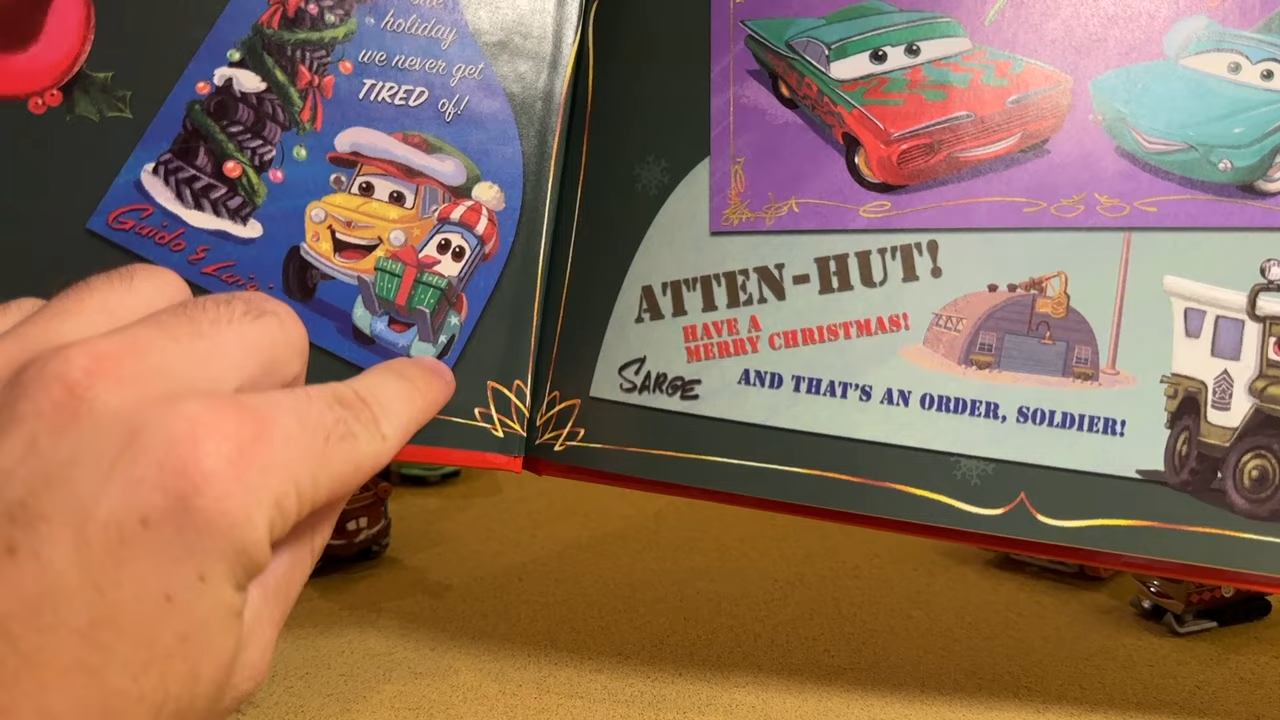 holiday
we never get
TIRED of!
Guido & Luigi
ATTEN-HUT!
HAVE A
MERRY CHRISTMAS!
SARGE
AND THAT'S AN ORDER, SOLDIER!